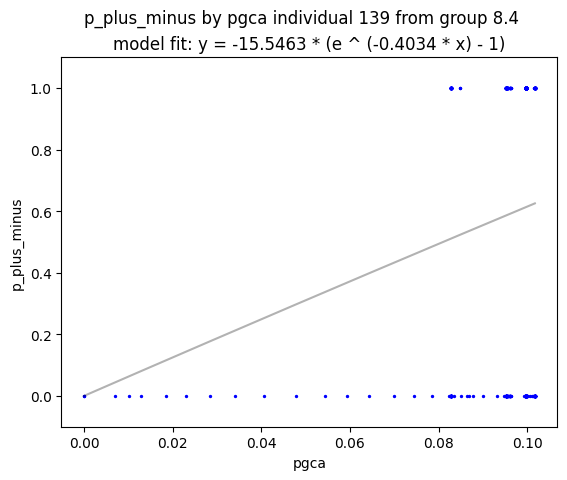 p_plus_minus by pgca individual 139 from group 8.4
model fit: y = -15.5463 * (e ^ (-0.4034 * x) - 1)
1.0
0.8
0.6
0.4
0.2
0.0
p_plus_minus
0.00 0.02 0.04 0.06 0.08 0.10
pgca